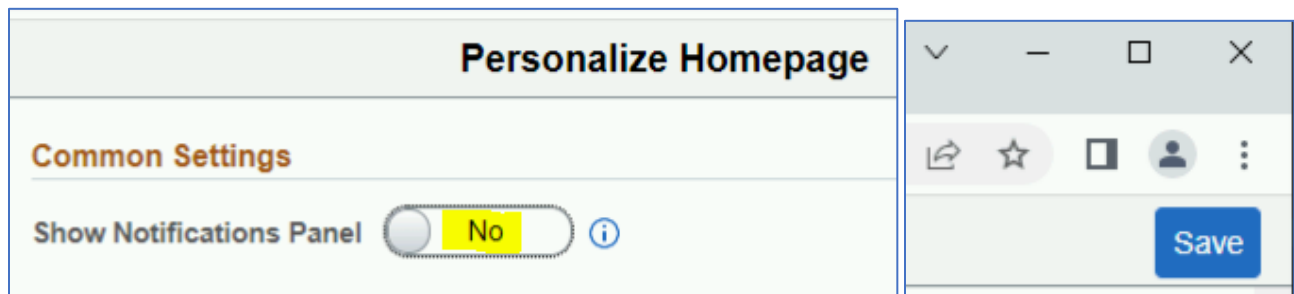 Personalize Homepage
Common Settings
Show Notifications Panel No
Save